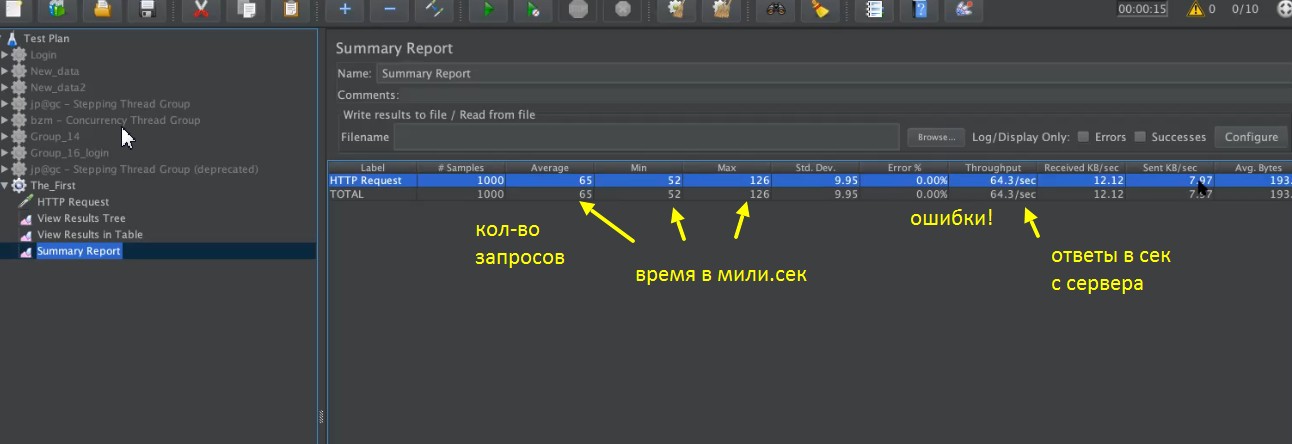 00:00:15 0 0/10
Test Plan
Login
New_data
New_data2
jp@gc - Stepping Thread Group
bzm - Concurrency Thread Group
Group_14
Group_16_login
jp@gc - Stepping Thread Group (deprecated)
The_First
HTTP Request
View Results Tree
View Results in Table
Summary Report
Summary Report
Name: Summary Report
Comments:
Write results to file / Read from file
Filename Browse... Log/Display Only: Errors Successes Configure
Label # Samples Average Min Max Std. Dev. Error % Throughput Received KB/sec Sent KB/sec Avg. Bytes
HTTP Request 1000 65 52 126 9.95 0.00% 64.3/sec 12.12 7.97 193.
TOTAL 1000 65 52 126 9.95 0.00% 64.3/sec 12.12 7.97 193.
кол-во
запросов
время в мили.сек
ошибки!
ответы в сек
с сервера